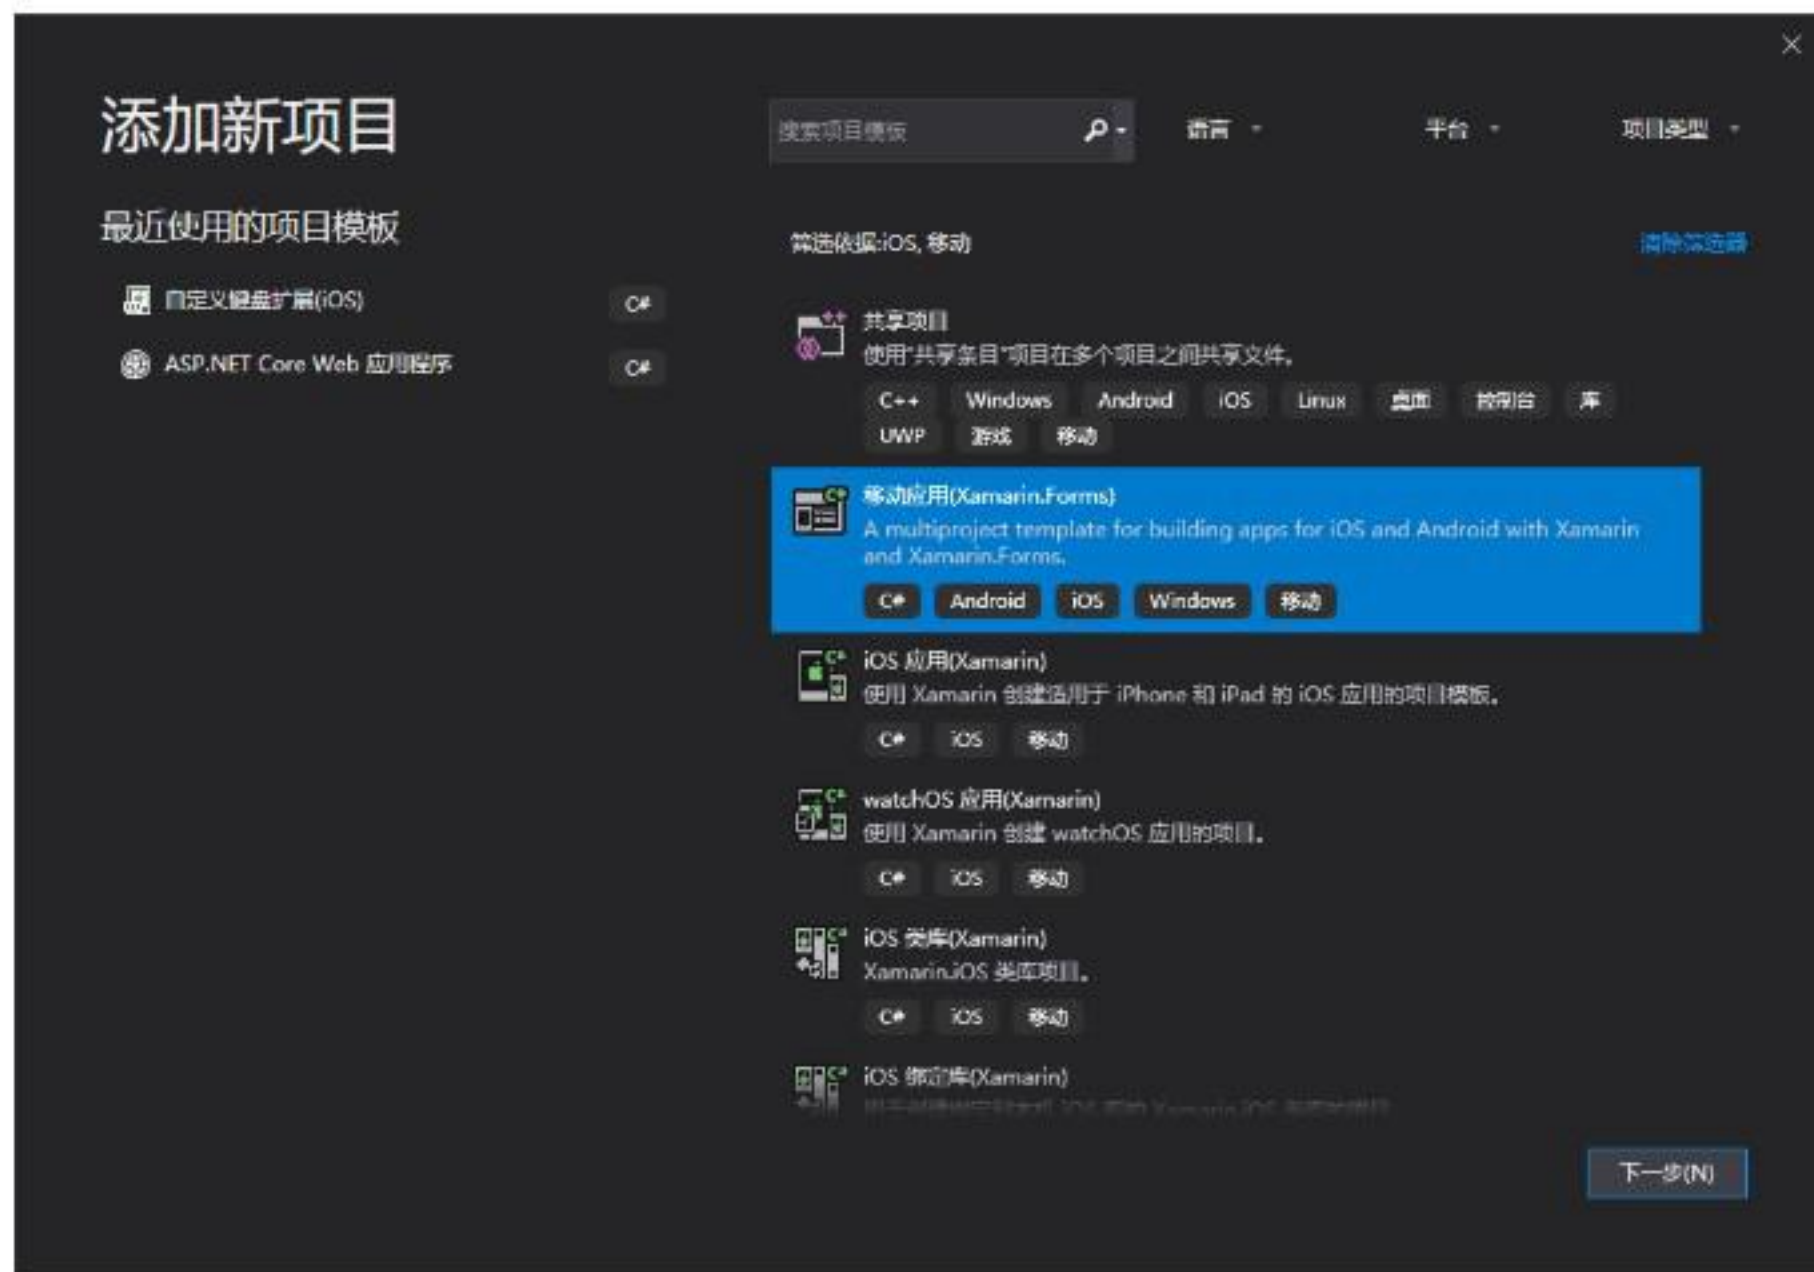 添加新项目
搜索项目模板
语言
平台
项目类型
最近使用的项目模板
自定义键盘扩展(iOS)
C#
ASP.NET Core Web 应用程序
C#
筛选依据:iOS, 移动
清除筛选器
共享项目
使用"共享条目"项目在多个项目之间共享文件。
C++ Windows Android iOS Linux 桌面 控制台 库
UWP 游戏 移动
移动应用(Xamarin.Forms)
A multiproject template for building apps for iOS and Android with Xamarin
and Xamarin.Forms.
C# Android iOS Windows 移动
iOS 应用(Xamarin)
使用 Xamarin 创建适用于 iPhone 和 iPad 的 iOS 应用的项目模板。
C# iOS 移动
watchOS 应用(Xamarin)
使用 Xamarin 创建 watchOS 应用的项目。
C# iOS 移动
iOS 类库(Xamarin)
Xamarin.iOS 类库项目。
C# iOS 移动
iOS 绑定库(Xamarin)
下一步(N)